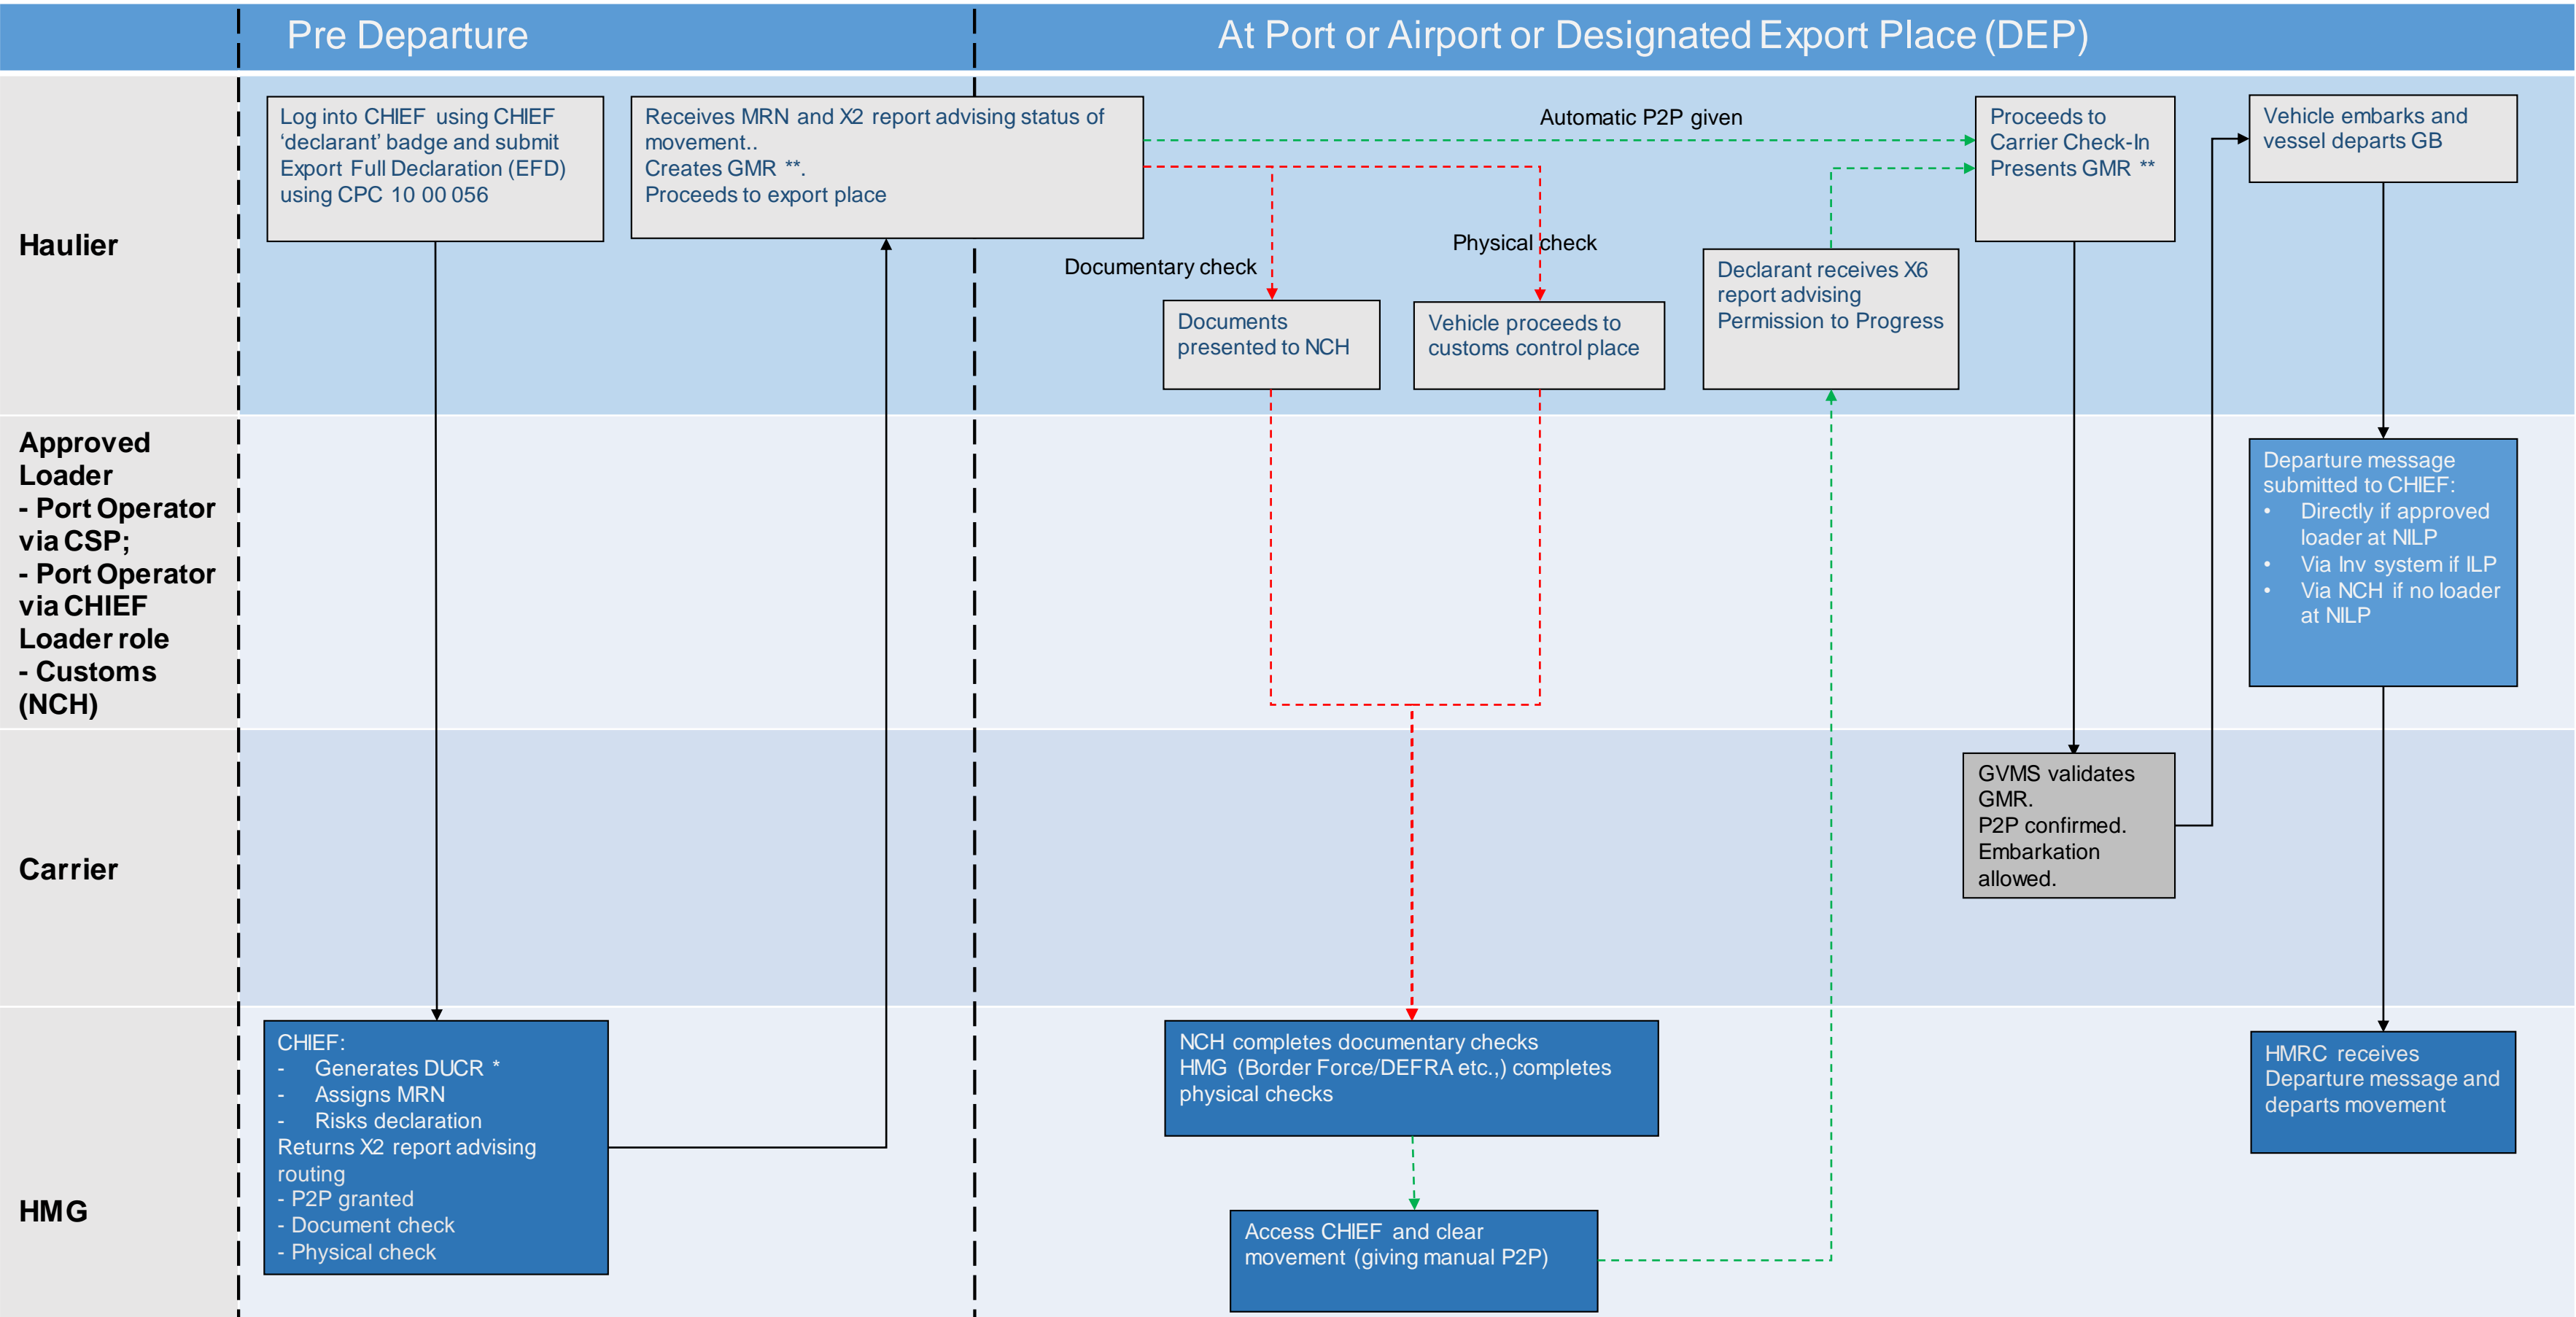 Pre Departure
At Port or Airport or Designated Export Place (DEP)
Haulier
Log into CHIEF using CHIEF
‘declarant’ badge and submit
Export Full Declaration (EFD)
using CPC 10 00 056
Receives MRN and X2 report advising status of
movement..
Creates GMR **.
Proceeds to export place
Automatic P2P given
Documentary check
Physical check
Documents
presented to NCH
Vehicle proceeds to
customs control place
Declarant receives X6
report advising
Permission to Progress
Proceeds to
Carrier Check-In
Presents GMR **
Vehicle embarks and
vessel departs GB
Approved
Loader
- Port Operator
via CSP;
- Port Operator
via CHIEF
Loader role
- Customs
(NCH)
Departure message
submitted to CHIEF:
• Directly if approved
loader at NILP
• Via Inv system if ILP
• Via NCH if no loader
at NILP
Carrier
GVMS validates
GMR.
P2P confirmed.
Embarkation
allowed.
HMG
CHIEF:
- Generates DUCR *
- Assigns MRN
- Risks declaration
Returns X2 report advising
routing
- P2P granted
- Document check
- Physical check
NCH completes documentary checks
HMG (Border Force/DEFRA etc.,) completes
physical checks
Access CHIEF and clear
movement (giving manual P2P)
HMRC receives
Departure message and
departs movement